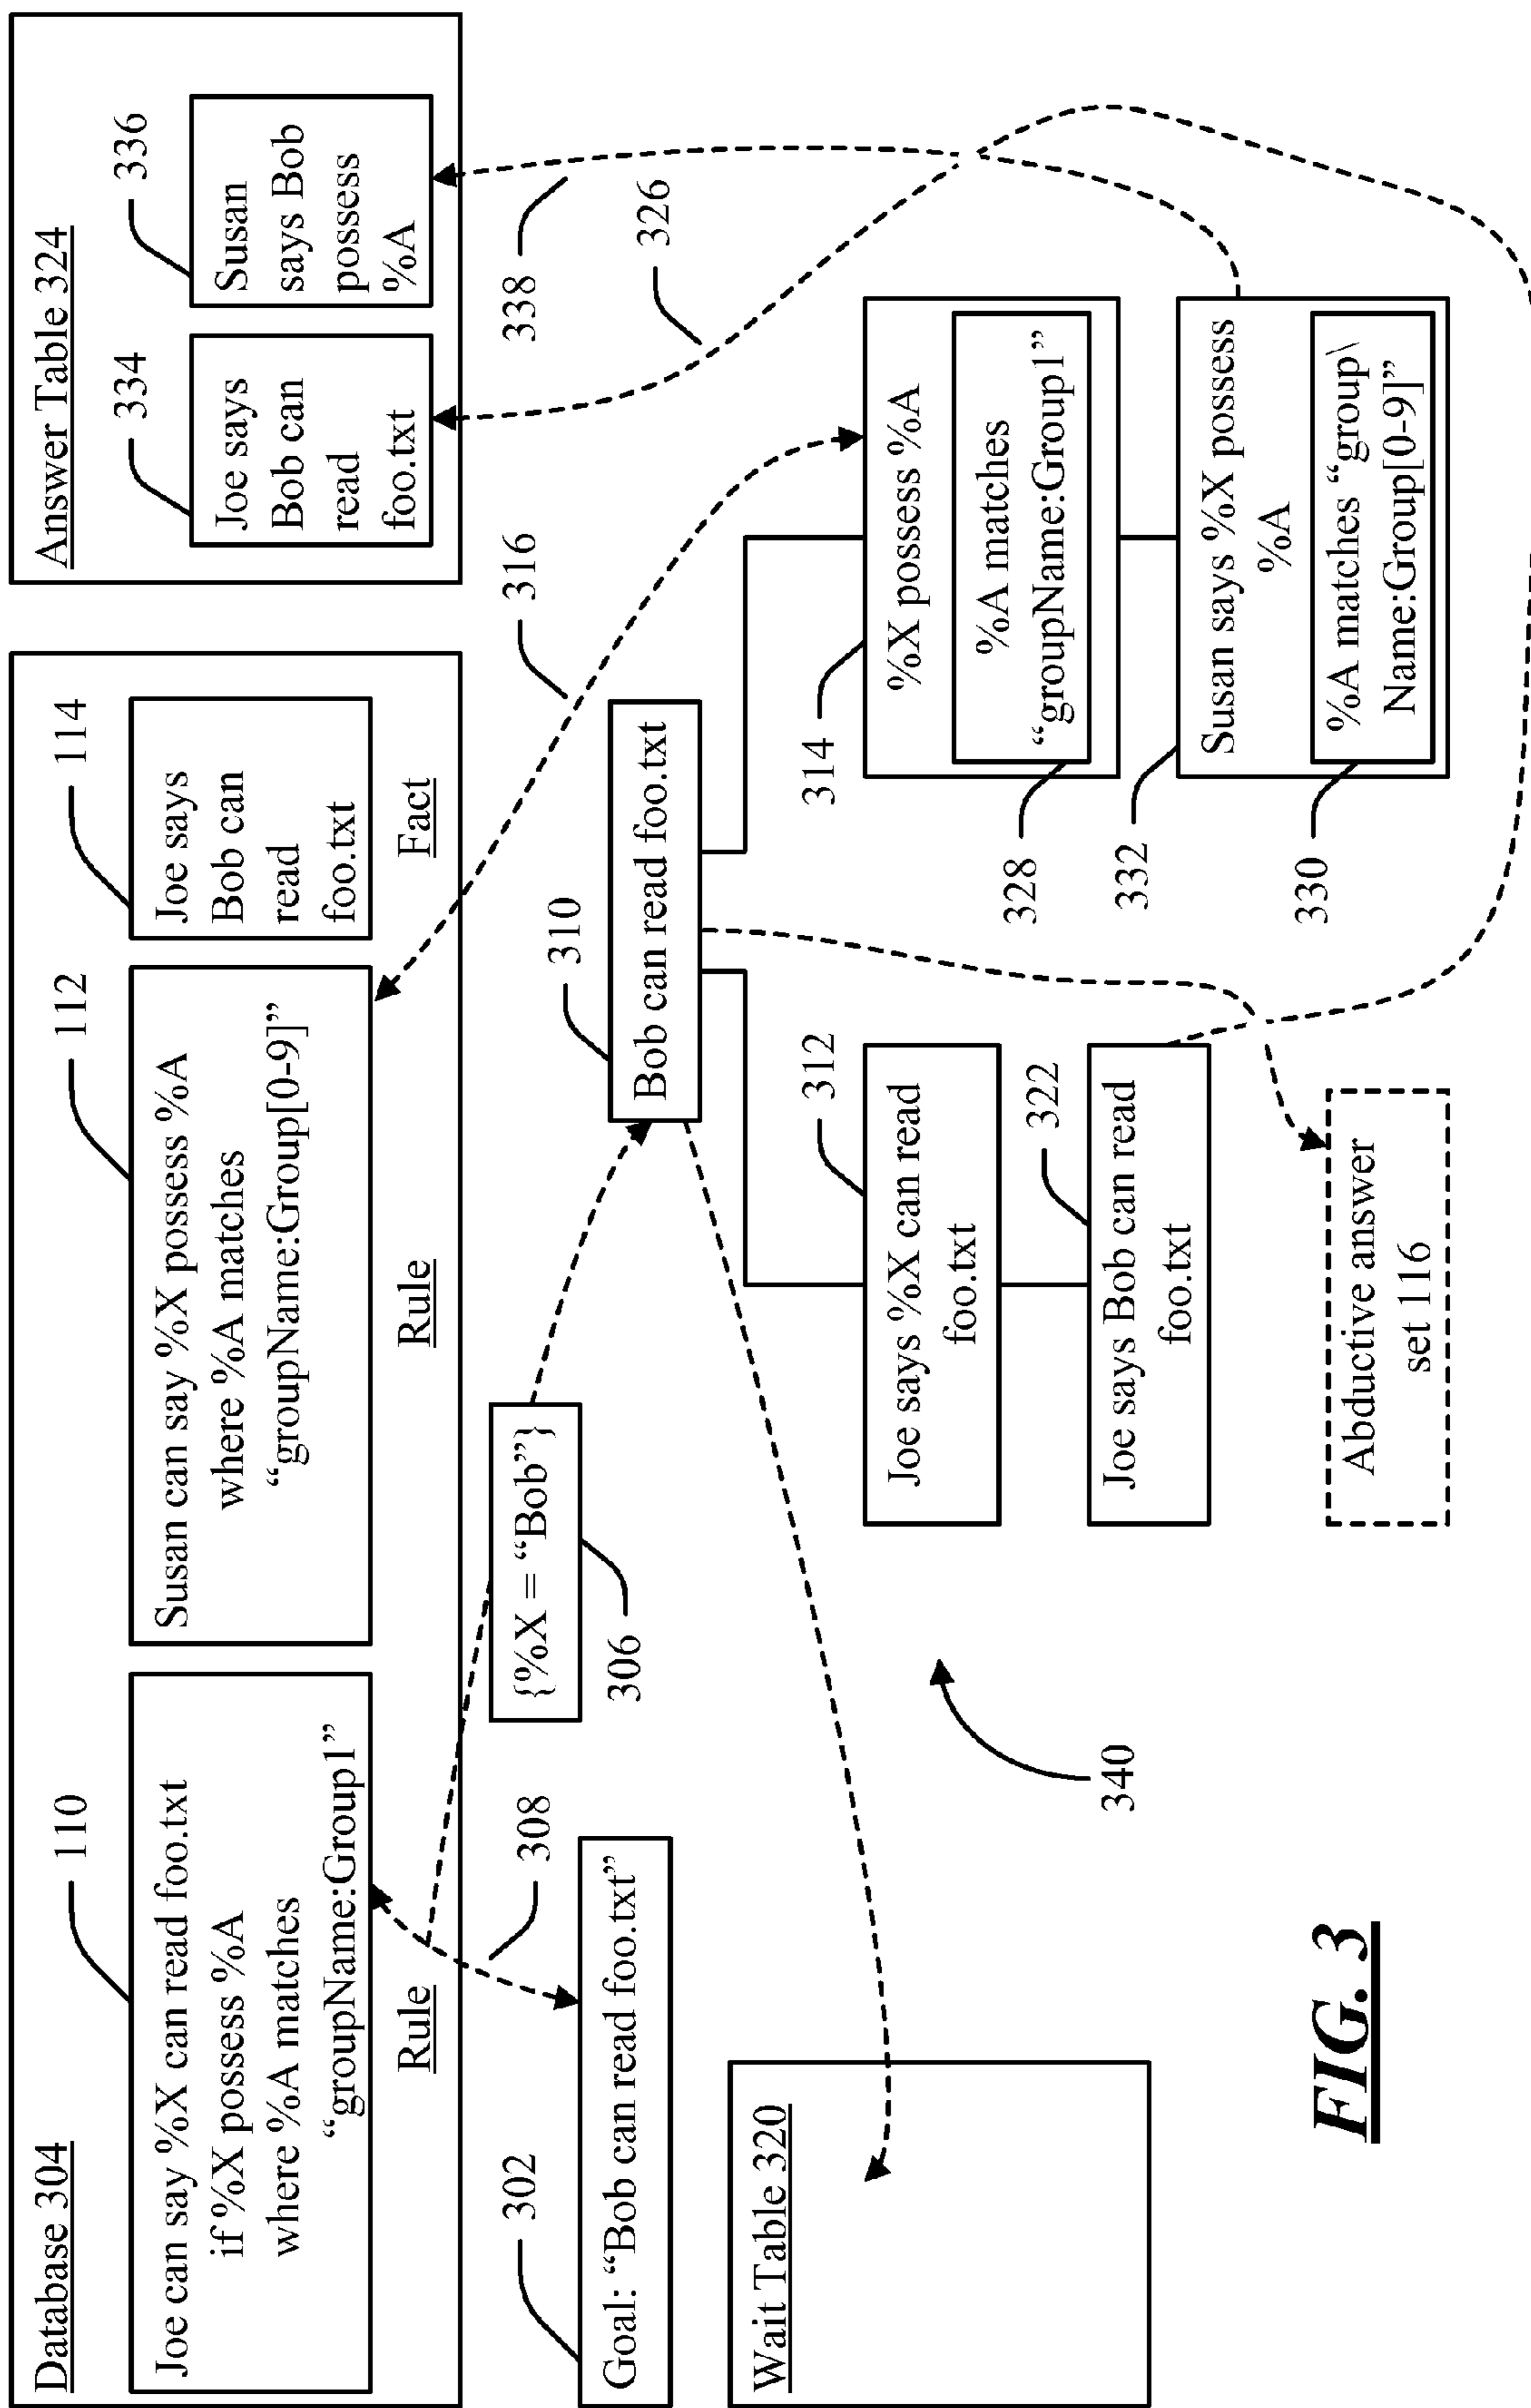 Database 304
110
Joe can say %X can read foo.txt
if %X possess %A
where %A matches
“groupName:Group1”
Rule
112
Susan can say %X possess %A
where %A matches
“groupName:Group[0-9]”
Rule
114
Joe says
Bob can
read
foo.txt
Fact
Answer Table 324
334
Joe says
Bob can
read
foo.txt
336
Susan
says Bob
possess
%A
302
Goal: “Bob can read foo.txt”
308
{%X = “Bob”}
306
310
Bob can read foo.txt
316
338
326
Wait Table 320
340
312
Joe says %X can read
foo.txt
322
Joe says Bob can read
foo.txt
314
%X possess %A
%A matches
“groupName:Group1”
328
332
Susan says %X possess
%A
%A matches “group\
Name:Group[0-9]”
330
Abductive answer
set 116
FIG. 3